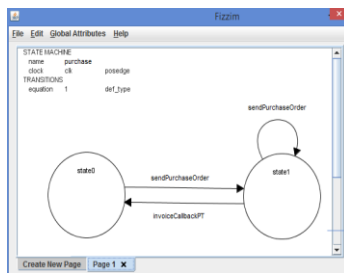 Fizzim
File Edit Global Attributes Help
STATE MACHINE
name purchase
clock clk posedge
TRANSITIONS
equation 1 def_type
sendPurchaseOrder
state0
sendPurchaseOrder
state1
invoiceCallbackPT
Create New Page Page 1 X